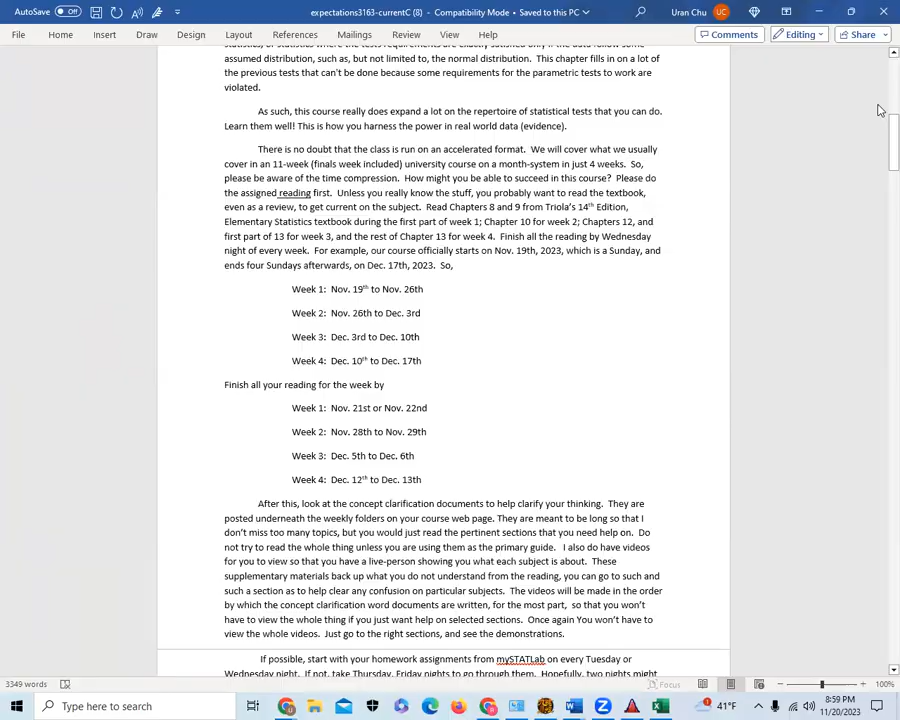 AutoSave Off expectations3163-currentC (8) - Compatibility Mode • Saved to this PC Uran Chu UC
File Home Insert Draw Design Layout References Mailings Review View Help Comments Editing Share
assumed distribution, such as, but not limited to, the normal distribution. This chapter fills in on a lot of
the previous tests that can't be done because some requirements for the parametric tests to work are
violated.
As such, this course really does expand a lot on the repertoire of statistical tests that you can do.
Learn them well! This is how you harness the power in real world data (evidence).
There is no doubt that the class is run on an accelerated format. We will cover what we usually
cover in an 11-week (finals week included) university course on a month-system in just 4 weeks. So,
please be aware of the time compression. How might you be able to succeed in this course? Please do
the assigned reading first. Unless you really know the stuff, you probably want to read the textbook,
even as a review, to get current on the subject. Read Chapters 8 and 9 from Triola's 14th Edition,
Elementary Statistics textbook during the first part of week 1; Chapter 10 for week 2; Chapters 12, and
first part of 13 for week 3, and the rest of Chapter 13 for week 4. Finish all the reading by Wednesday
night of every week. For example, our course officially starts on Nov. 19th, 2023, which is a Sunday, and
ends four Sundays afterwards, on Dec. 17th, 2023. So,
Week 1: Nov. 19th to Nov. 26th
Week 2: Nov. 26th to Dec. 3rd
Week 3: Dec. 3rd to Dec. 10th
Week 4: Dec. 10th to Dec. 17th
Finish all your reading for the week by
Week 1: Nov. 21st or Nov. 22nd
Week 2: Nov. 28th to Nov. 29th
Week 3: Dec. 5th to Dec. 6th
Week 4: Dec. 12th to Dec. 13th
After this, look at the concept clarification documents to help clarify your thinking. They are
posted underneath the weekly folders on your course web page. They are meant to be long so that I
don't miss too many topics, but you would just read the pertinent sections that you need help on. Do
not try to read the whole thing unless you are using them as the primary guide. I also do have videos
for you to view so that you have a live-person showing you what each subject is about. These
supplementary materials back up what you do not understand from the reading, you can go to such and
such a section as to help clear any confusion on particular subjects. The videos will be made in the order
by which the concept clarification word documents are written, for the most part, so that you won't
have to view the whole thing if you just want help on selected sections. Once again You won't have to
view the whole videos. Just go to the right sections, and see the demonstrations.
If possible, start with your homework assignments from mySTATLab on every Tuesday or
Wednesday night. If not, take Thursday, Friday nights to go through them. Hopefully, two nights might
3349 words Focus 100%
Type here to search 41°F 8:59 PM
11/20/2023